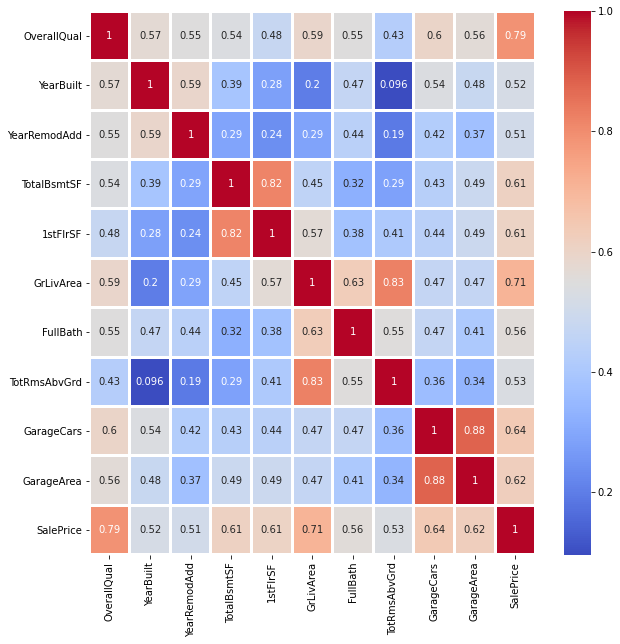 OverallQual 1 0.57 0.55 0.54 0.48 0.59 0.55 0.43 0.6 0.56 0.79
YearBuilt 0.57 1 0.59 0.39 0.28 0.2 0.47 0.096 0.54 0.48 0.52
YearRemodAdd 0.55 0.59 1 0.29 0.24 0.29 0.44 0.19 0.42 0.37 0.51
TotalBsmtSF 0.54 0.39 0.29 1 0.82 0.45 0.32 0.29 0.43 0.49 0.61
1stFlrSF 0.48 0.28 0.24 0.82 1 0.57 0.38 0.41 0.44 0.49 0.61
GrLivArea 0.59 0.2 0.29 0.45 0.57 1 0.63 0.83 0.47 0.47 0.71
FullBath 0.55 0.47 0.44 0.32 0.38 0.63 1 0.55 0.47 0.41 0.56
TotRmsAbvGrd 0.43 0.096 0.19 0.29 0.41 0.83 0.55 1 0.36 0.34 0.53
GarageCars 0.6 0.54 0.42 0.43 0.44 0.47 0.47 0.36 1 0.88 0.64
GarageArea 0.56 0.48 0.37 0.49 0.49 0.47 0.41 0.34 0.88 1 0.62
SalePrice 0.79 0.52 0.51 0.61 0.61 0.71 0.56 0.53 0.64 0.62 1
OverallQual
YearBuilt
YearRemodAdd
TotalBsmtSF
1stFlrSF
GrLivArea
FullBath
TotRmsAbvGrd
GarageCars
GarageArea
SalePrice
1.0
0.8
0.6
0.4
0.2